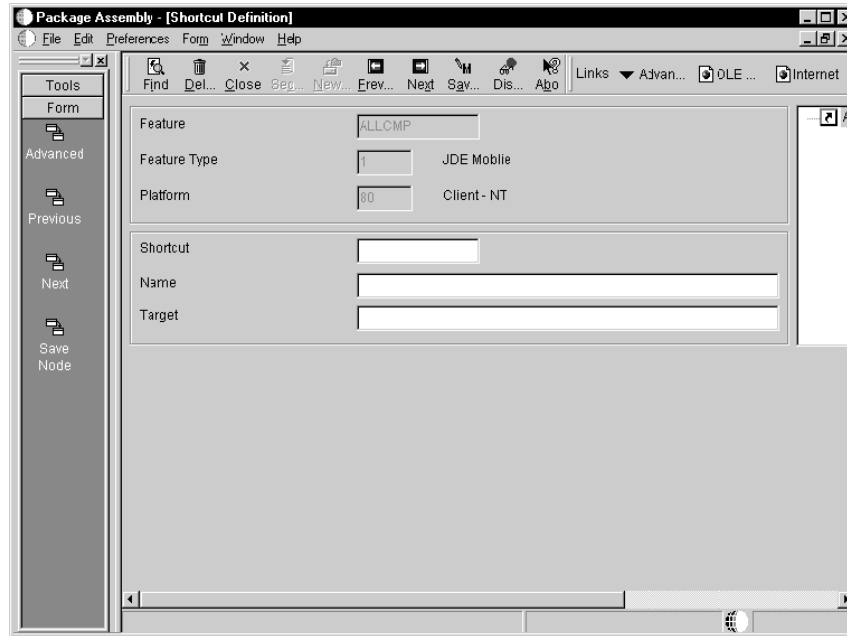 Package Assembly - [Shortcut Definition]
File Edit Preferences Form Window Help
Tools
Form
Advanced
Previous
Next
Save
Node
Find Del... Close Seq... New... Prev... Next Sav... Dis... Abo Links Advan... OLE ... Internet
Feature ALLCMP
Feature Type 1 JDE Moblie
Platform 80 Client - NT
Shortcut
Name
Target
A